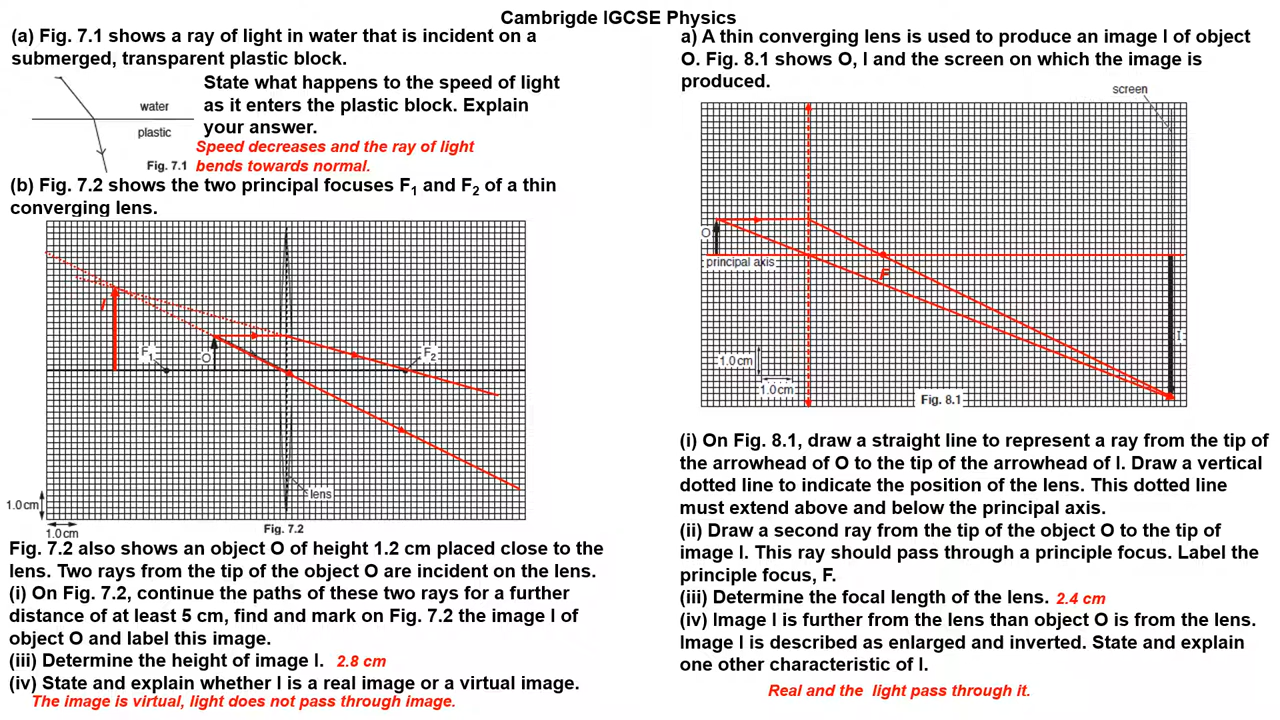 Cambrigde IGCSE Physics
(a) Fig. 7.1 shows a ray of light in water that is incident on a
submerged, transparent plastic block.
water
plastic
Fig. 7.1
State what happens to the speed of light
as it enters the plastic block. Explain
your answer.
Speed decreases and the ray of light
bends towards normal.
(b) Fig. 7.2 shows the two principal focuses F1 and F2 of a thin
converging lens.
I
F1
O
F2
lens
1.0 cm
1.0 cm
Fig. 7.2
Fig. 7.2 also shows an object O of height 1.2 cm placed close to the
lens. Two rays from the tip of the object O are incident on the lens.
(i) On Fig. 7.2, continue the paths of these two rays for a further
distance of at least 5 cm, find and mark on Fig. 7.2 the image I of
object O and label this image.
(iii) Determine the height of image I. 2.8 cm
(iv) State and explain whether I is a real image or a virtual image.
The image is virtual, light does not pass through image.
a) A thin converging lens is used to produce an image I of object
O. Fig. 8.1 shows O, I and the screen on which the image is
produced.
screen
O
principal axis
F
I
1.0 cm
1.0 cm
Fig. 8.1
(i) On Fig. 8.1, draw a straight line to represent a ray from the tip of
the arrowhead of O to the tip of the arrowhead of I. Draw a vertical
dotted line to indicate the position of the lens. This dotted line
must extend above and below the principal axis.
(ii) Draw a second ray from the tip of the object O to the tip of
image I. This ray should pass through a principle focus. Label the
principle focus, F.
(iii) Determine the focal length of the lens. 2.4 cm
(iv) Image I is further from the lens than object O is from the lens.
Image I is described as enlarged and inverted. State and explain
one other characteristic of I.
Real and the light pass through it.